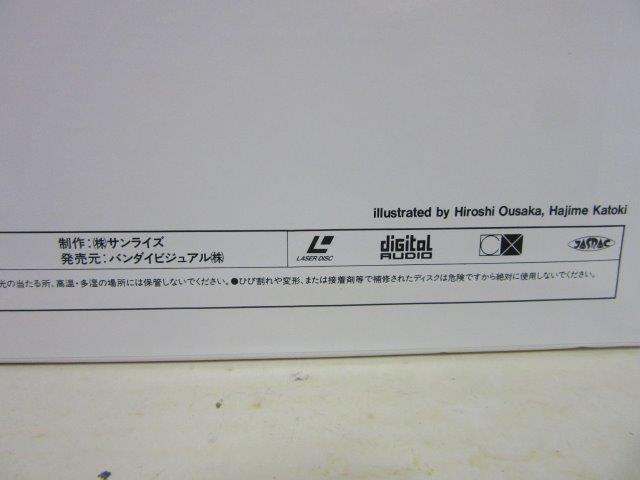 illustrated by Hiroshi Ousaka, Hajime Katoki
制作:㈱サンライズ
発売元:バンダイビジュアル㈱
LASER DISC
digital AUDIO
JASRAC
光の当たる所、高温・多湿の場所には保管しないでください。●ひび割れや変形、または接着剤等で補修されたディスクは危険ですから絶対に使用しないでください。